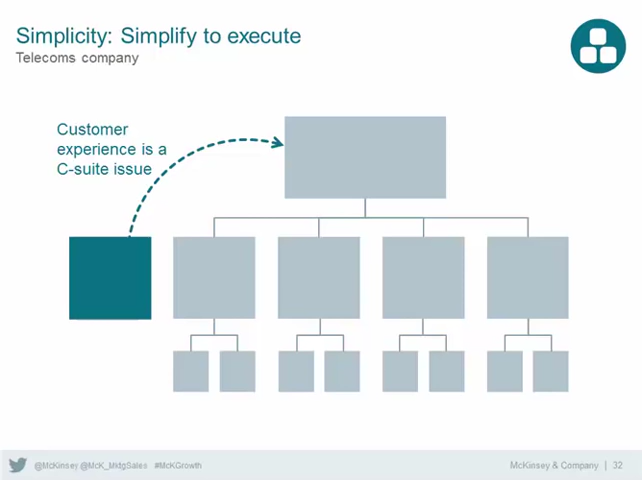 Simplicity: Simplify to execute
Telecoms company
Customer
experience is a
C-suite issue
@McKinsey @McK_MktgSales #McKGrowth
McKinsey & Company | 32